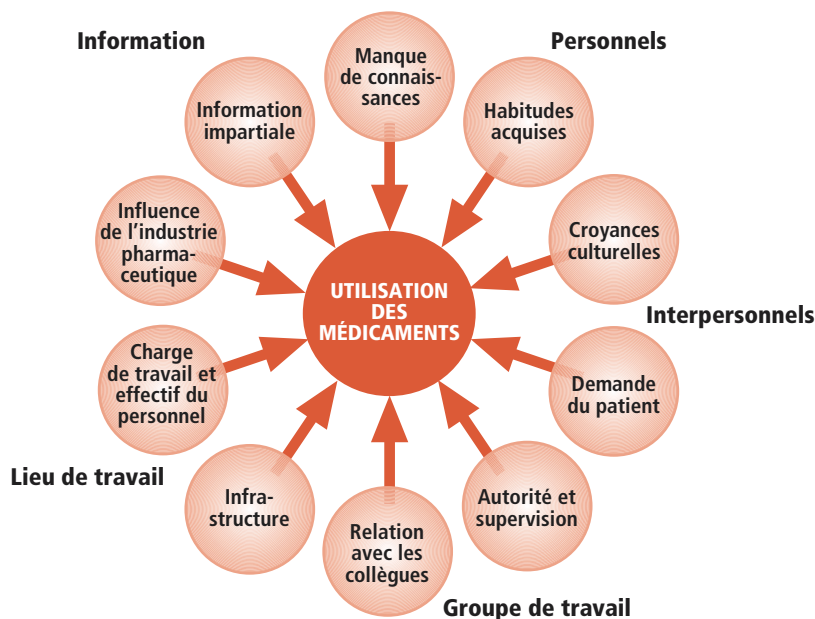 Information
Personnels
Manque
de connais-
sances
Information
impartiale
Habitudes
acquises
Influence
de l’industrie
pharma-
ceutique
Croyances
culturelles
UTILISATION
DES
MÉDICAMENTS
Interpersonnels
Charge
de travail et
effectif du
personnel
Demande
du patient
Lieu de travail
Infra-
structure
Autorité et
supervision
Relation
avec les
collègues
Groupe de travail